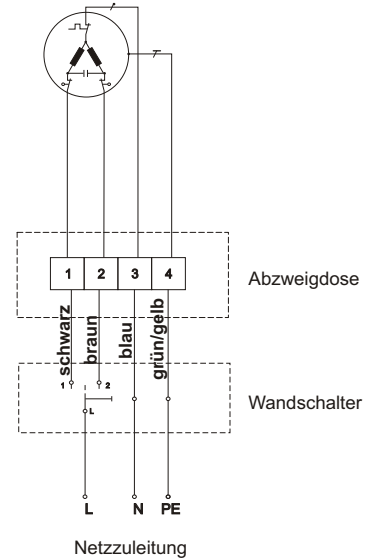 1 2 3 4
Abzweigdose
schwarz
braun
blau
grün/gelb
1 2
L
Wandschalter
L N PE
Netzzuleitung